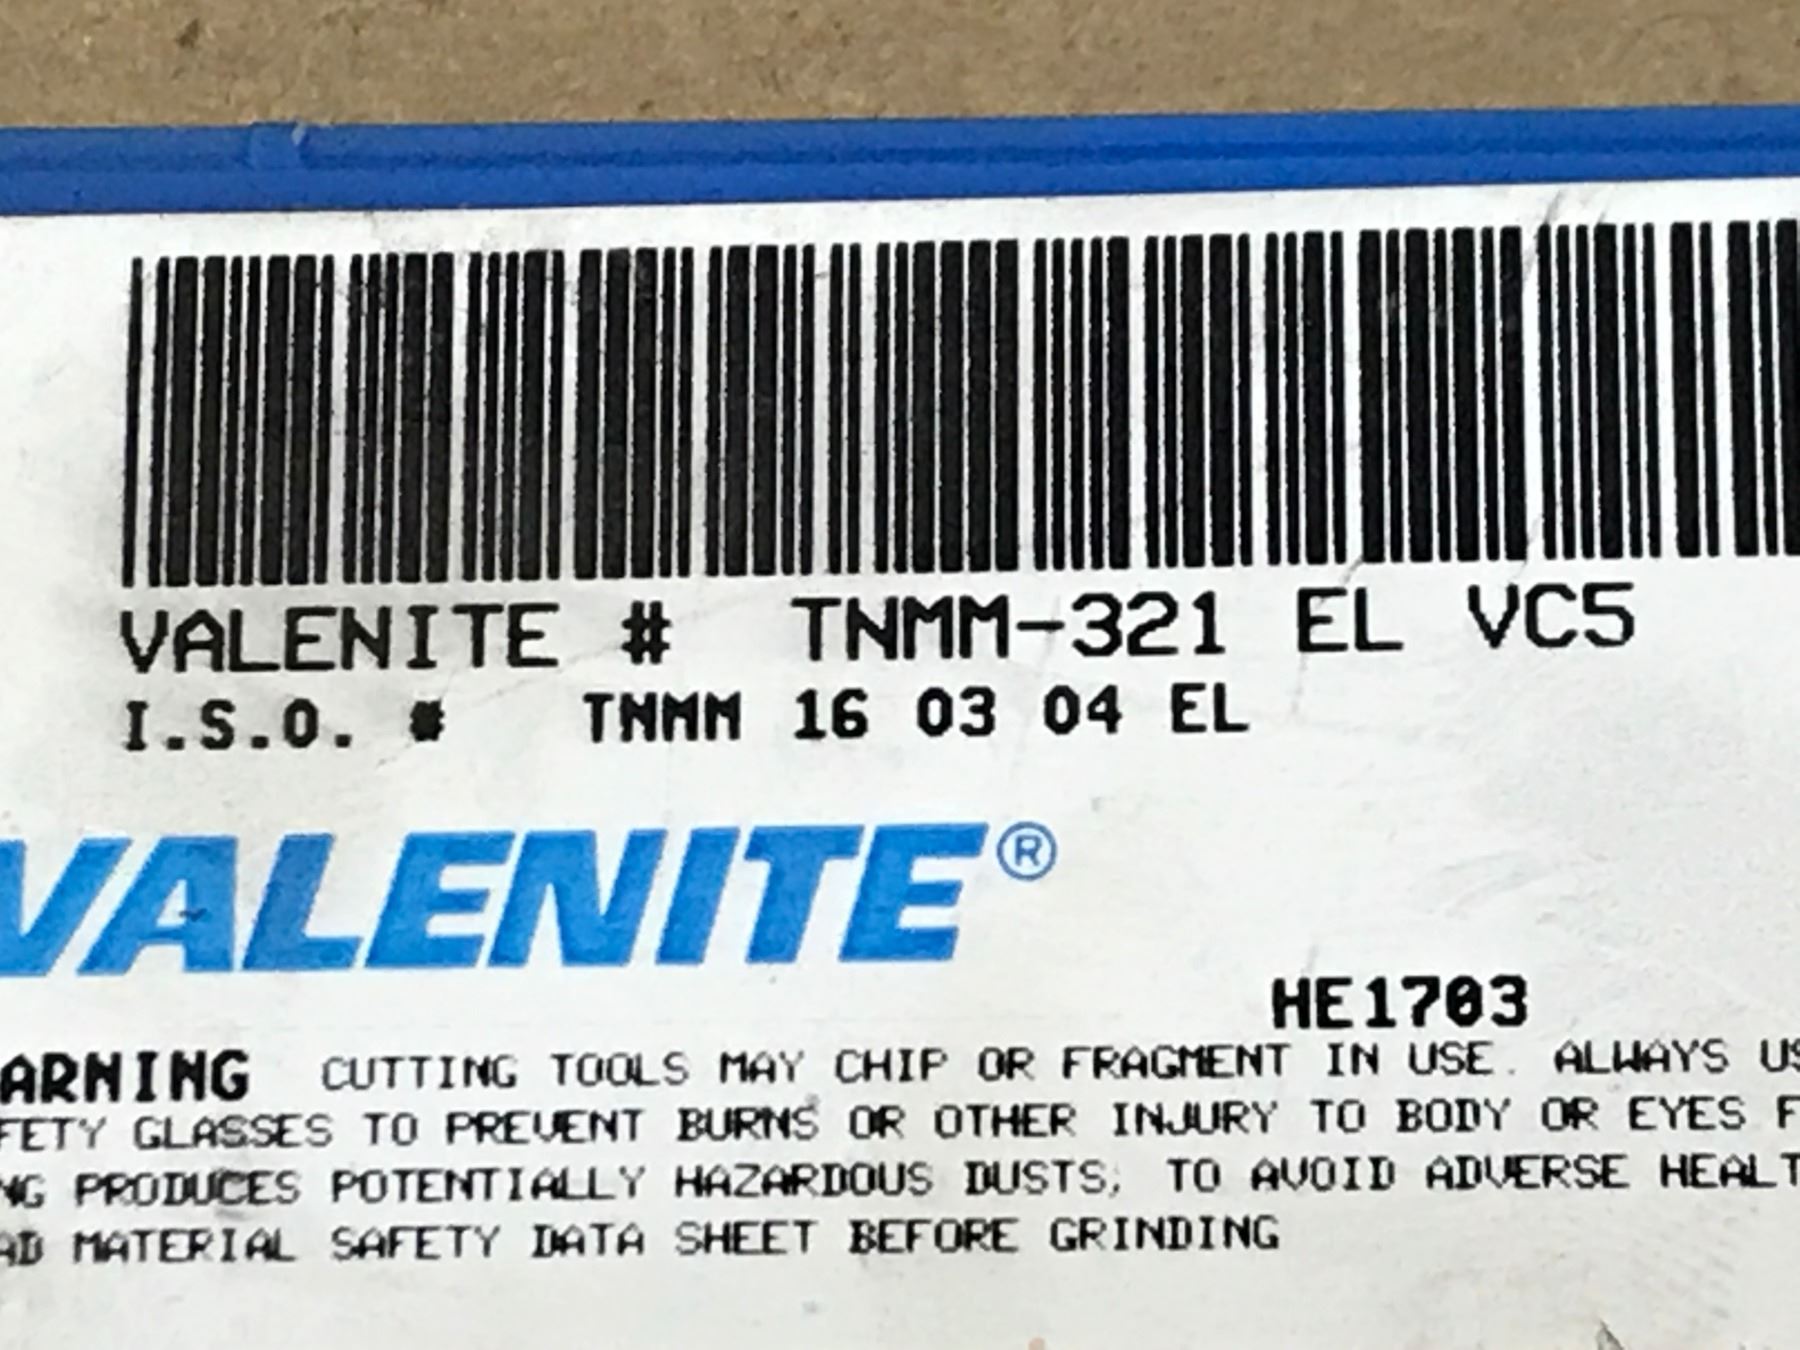 VALENITE # TNMM-321 EL VC5
I.S.O. # TNMM 16 03 04 EL
VALENITE®
HE1703
ARNING CUTTING TOOLS MAY CHIP OR FRAGMENT IN USE. ALWAYS US
FETY GLASSES TO PREVENT BURNS OR OTHER INJURY TO BODY OR EYES F
NG PRODUCES POTENTIALLY HAZARDOUS DUSTS; TO AVOID ADVERSE HEALT
AD MATERIAL SAFETY DATA SHEET BEFORE GRINDING